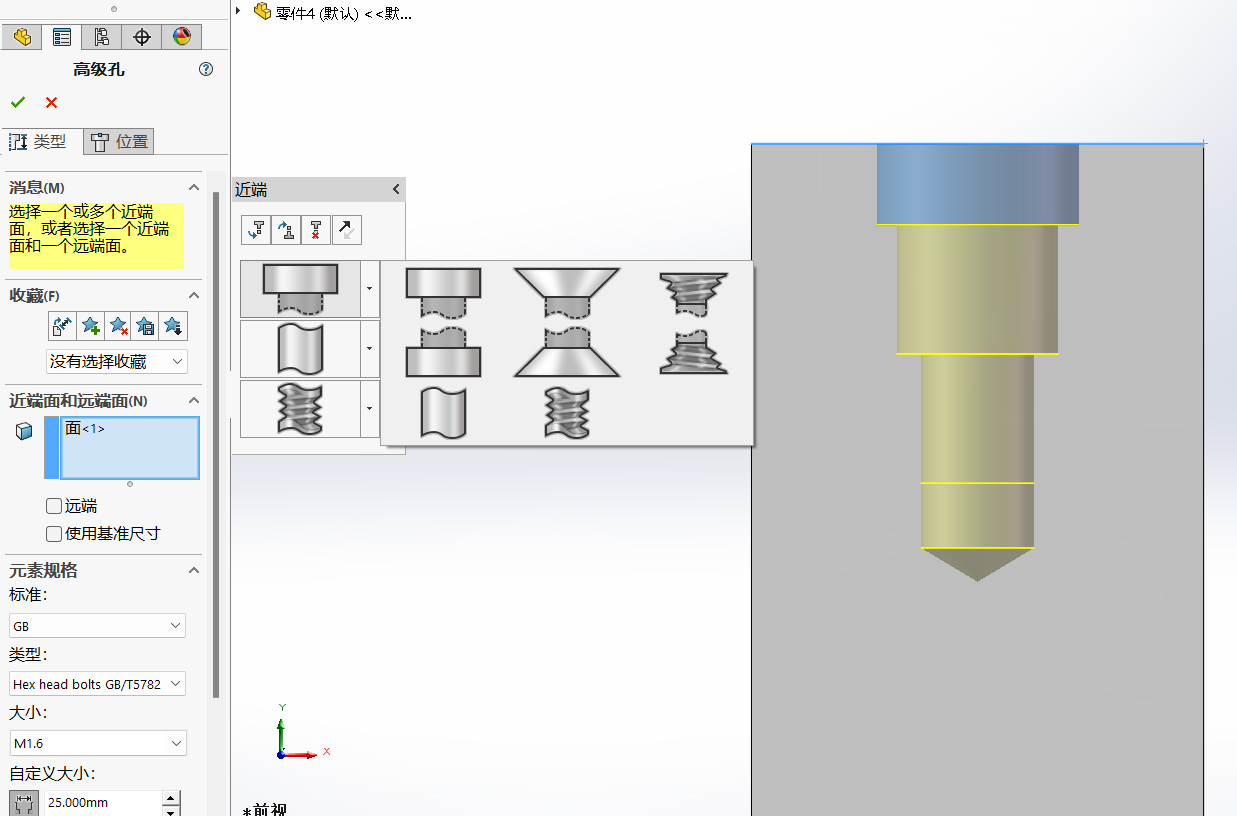 零件4 (默认) <<默...
高级孔
类型
位置
消息(M)
选择一个或多个近端
面，或者选择一个近端
面和一个远端面。
收藏(F)
没有选择收藏
近端面和远端面(N)
面<1>
远端
使用基准尺寸
元素规格
标准：
GB
类型：
Hex head bolts GB/T5782
大小：
M1.6
自定义大小：
25.000mm
近端
Y
X
*前视